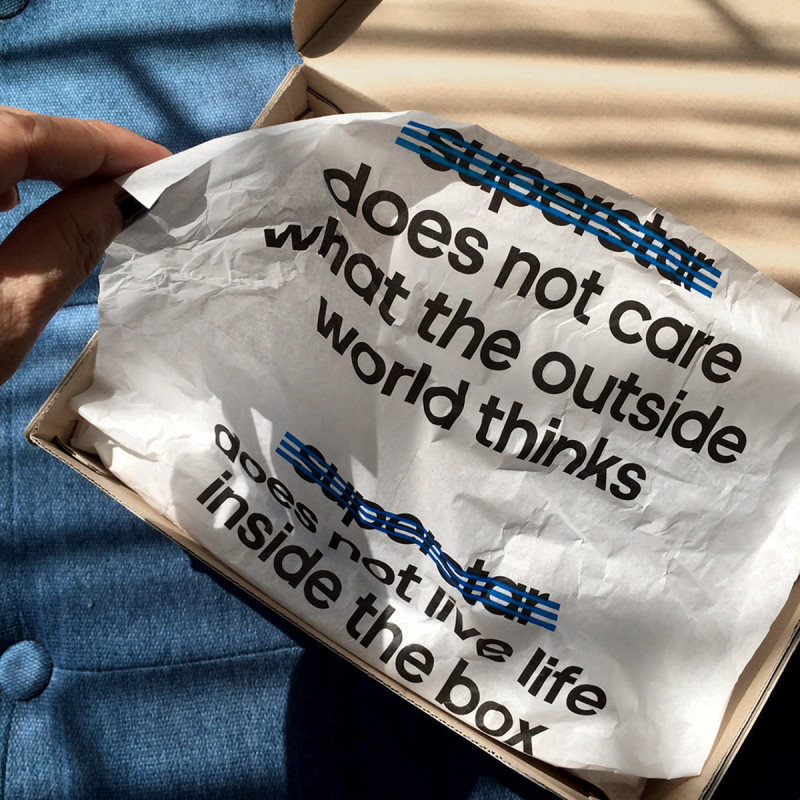 superstar
does not care
what the outside
world thinks
superstar
does not live life
inside the box